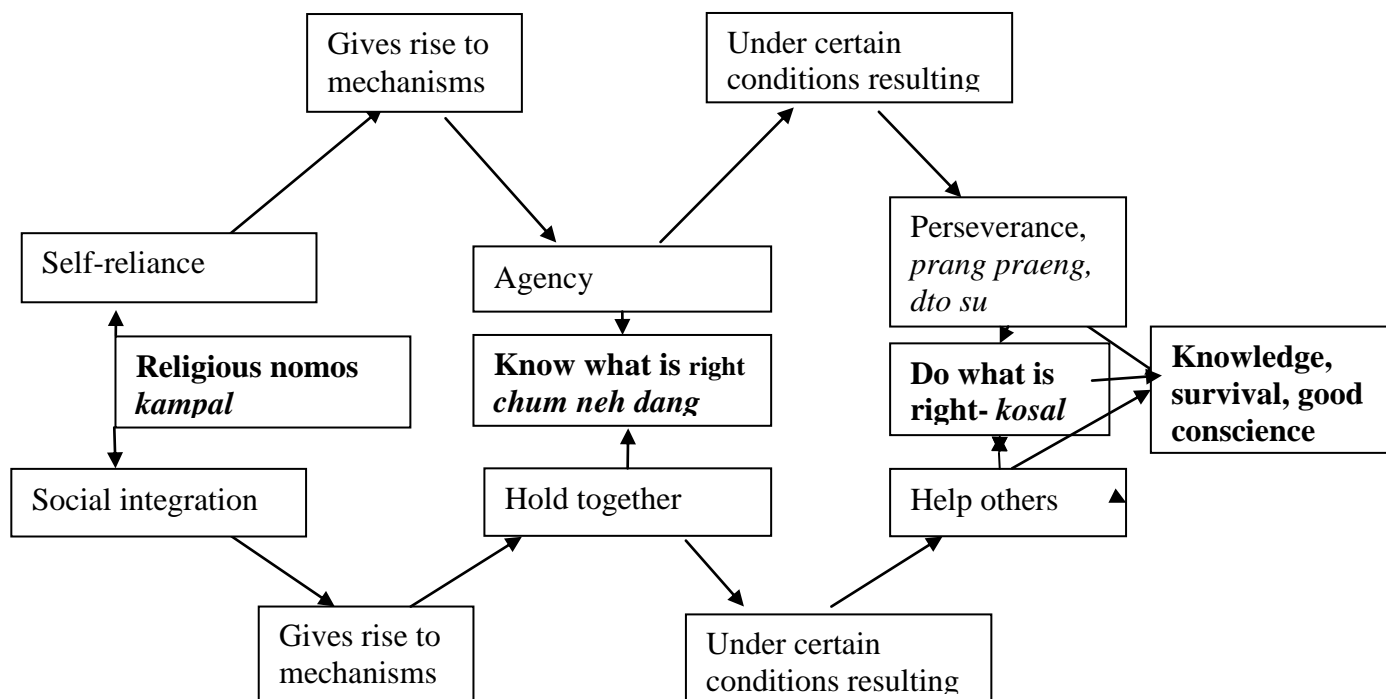 Gives rise to
mechanisms
Under certain
conditions resulting
Self-reliance
Agency
Perseverance,
prang praeng,
dto su
Religious nomos
kampal
Know what is right
chum neh dang
Do what is
right- kosal
Knowledge,
survival, good
conscience
Social integration
Hold together
Help others
Gives rise to
mechanisms
Under certain
conditions resulting